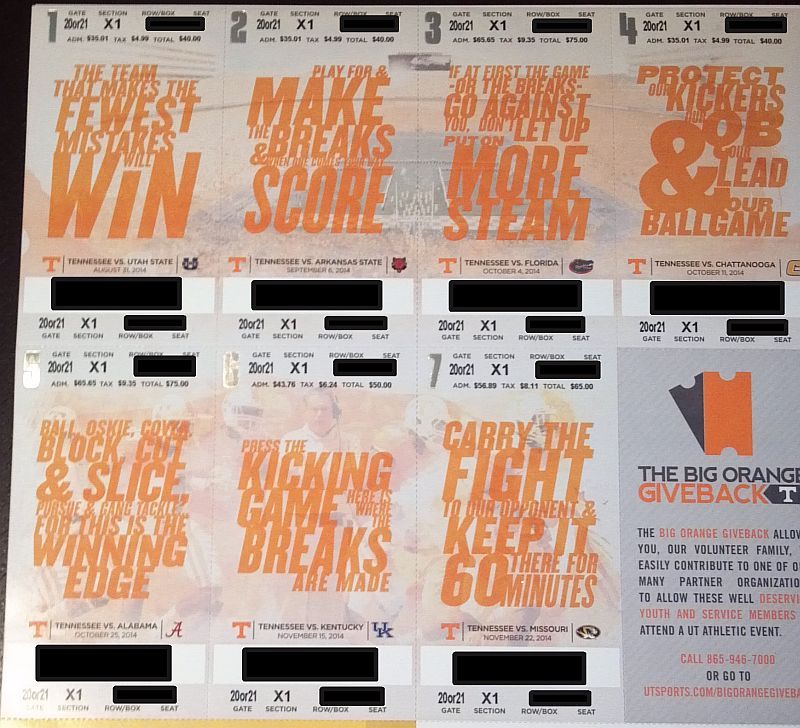 1
GATE SECTION ROW/BOX SEAT
20or21 X1
ADM. $35.01 TAX $4.99 TOTAL $40.00
THE TEAM
THAT MAKES THE
FEWEST
MISTAKES
WILL
WIN
T TENNESSEE VS. UTAH STATE
AUGUST 31, 2014
20or21 X1
GATE SECTION ROW/BOX SEAT
2
GATE SECTION ROW/BOX SEAT
20or21 X1
ADM. $35.01 TAX $4.99 TOTAL $40.00
PLAY FOR &
MAKE
THE BREAKS
& WHEN ONE COMES YOUR WAY
SCORE
T TENNESSEE VS. ARKANSAS STATE
SEPTEMBER 6, 2014
20or21 X1
GATE SECTION ROW/BOX SEAT
3
GATE SECTION ROW/BOX SEAT
20or21 X1
ADM. $65.65 TAX $9.35 TOTAL $75.00
IF AT FIRST THE GAME
-OR THE BREAKS-
GO AGAINST
YOU, DON'T LET UP
PUT ON
MORE
STEAM
T TENNESSEE VS. FLORIDA
OCTOBER 4, 2014
20or21 X1
GATE SECTION ROW/BOX SEAT
4
GATE SECTION ROW/BOX SEAT
20or21 X1
ADM. $35.01 TAX $4.99 TOTAL $40.00
PROTECT
OUR KICKERS
OUR QB
OUR LEAD
& OUR
BALLGAME
T TENNESSEE VS. CHATTANOOGA
OCTOBER 11, 2014
20or21 X1
GATE SECTION ROW/BOX SEAT
5
GATE SECTION ROW/BOX SEAT
20or21 X1
ADM. $65.65 TAX $9.35 TOTAL $75.00
BALL, OSKIE, COVER,
BLOCK, CUT
& SLICE,
PURSUE & GANG TACKLE,
FOR THIS IS THE
WINNING
EDGE
T TENNESSEE VS. ALABAMA
OCTOBER 25, 2014
A
20or21 X1
GATE SECTION ROW/BOX SEAT
6
GATE SECTION ROW/BOX SEAT
20or21 X1
ADM. $43.76 TAX $6.24 TOTAL $50.00
PRESS THE
KICKING
GAME HERE IS
WHERE
THE
BREAKS
ARE MADE
T TENNESSEE VS. KENTUCKY
NOVEMBER 15, 2014
UK
20or21 X1
GATE SECTION ROW/BOX SEAT
7
GATE SECTION ROW/BOX SEAT
20or21 X1
ADM. $56.89 TAX $8.11 TOTAL $65.00
CARRY THE
FIGHT
TO OUR OPPONENT &
KEEP IT
THERE FOR
60 MINUTES
T TENNESSEE VS. MISSOURI
NOVEMBER 22, 2014
20or21 X1
GATE SECTION ROW/BOX SEAT
THE BIG ORANGE
GIVEBACK T
THE BIG ORANGE GIVEBACK ALLOW
YOU, OUR VOLUNTEER FAMILY,
EASILY CONTRIBUTE TO ONE OF O
MANY PARTNER ORGANIZATIO
TO ALLOW THESE WELL DESERVI
YOUTH AND SERVICE MEMBERS
ATTEND A UT ATHLETIC EVENT.
CALL 865-946-7000
OR GO TO
UTSPORTS.COM/BIGORANGEGIVEBA